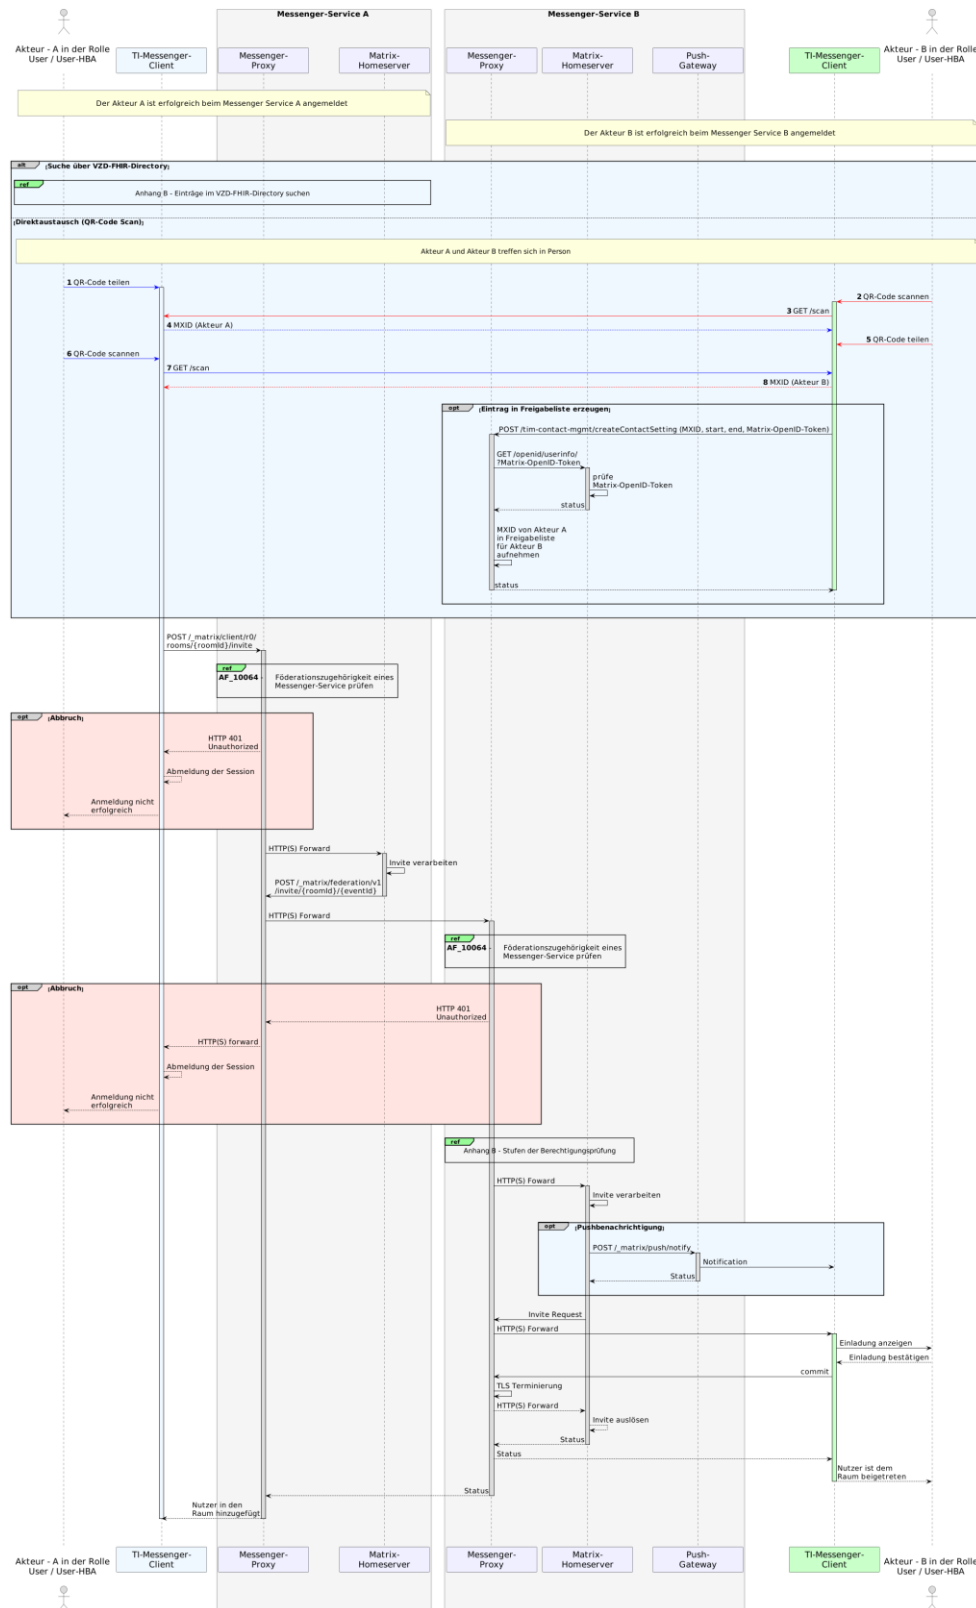 Messenger-Service A
Messenger-Service B
Akteur - A in der Rolle
User / User-HBA
TI-Messenger-
Client
Messenger-
Proxy
Matrix-
Homeserver
Messenger-
Proxy
Matrix-
Homeserver
Push-
Gateway
TI-Messenger-
Client
Akteur - B in der Rolle
User / User-HBA
Der Akteur A ist erfolgreich beim Messenger Service A angemeldet
Der Akteur B ist erfolgreich beim Messenger Service B angemeldet
alt [Suche über VZD-FHIR-Directory]
ref
Anhang B - Einträge im VZD-FHIR-Directory suchen
[Direktaustausch (QR-Code Scan)]
Akteur A und Akteur B treffen sich in Person
1 QR-Code teilen
2 QR-Code scannen
3 GET /scan
4 MXID (Akteur A)
5 QR-Code teilen
6 QR-Code scannen
7 GET /scan
8 MXID (Akteur B)
opt [Eintrag in Freigabeliste erzeugen]
POST /tim-contact-mgmt/createContactSetting (MXID, start, end, Matrix-OpenID-Token)
GET /openid/userinfo/
?Matrix-OpenID-Token
prüfe
Matrix-OpenID-Token
status
MXID von Akteur A
in Freigabeliste
für Akteur B
aufnehmen
status
POST /_matrix/client/r0/
rooms/{roomId}/invite
ref
AF_10064 - Föderationszugehörigkeit eines
Messenger-Service prüfen
opt [Abbruch]
HTTP 401
Unauthorized
Abmeldung der Session
Anmeldung nicht
erfolgreich
HTTP(S) Forward
Invite verarbeiten
POST /_matrix/federation/v1
/invite/{roomId}/{eventId}
HTTP(S) Forward
ref
AF_10064 - Föderationszugehörigkeit eines
Messenger-Service prüfen
opt [Abbruch]
HTTP 401
Unauthorized
HTTP(S) forward
Abmeldung der Session
Anmeldung nicht
erfolgreich
ref
Anhang B - Stufen der Berechtigungsprüfung
HTTP(S) Foward
Invite verarbeiten
opt [Pushbenachrichtigung]
POST /_matrix/push/notify
Notification
Status
Invite Request
HTTP(S) Forward
Einladung anzeigen
Einladung bestätigen
commit
TLS Terminierung
HTTP(S) Forward
Invite auslösen
Status
Status
Nutzer ist dem
Raum beigetreten
Status
Nutzer in den
Raum hinzugefügt
Akteur - A in der Rolle
User / User-HBA
TI-Messenger-
Client
Messenger-
Proxy
Matrix-
Homeserver
Messenger-
Proxy
Matrix-
Homeserver
Push-
Gateway
TI-Messenger-
Client
Akteur - B in der Rolle
User / User-HBA